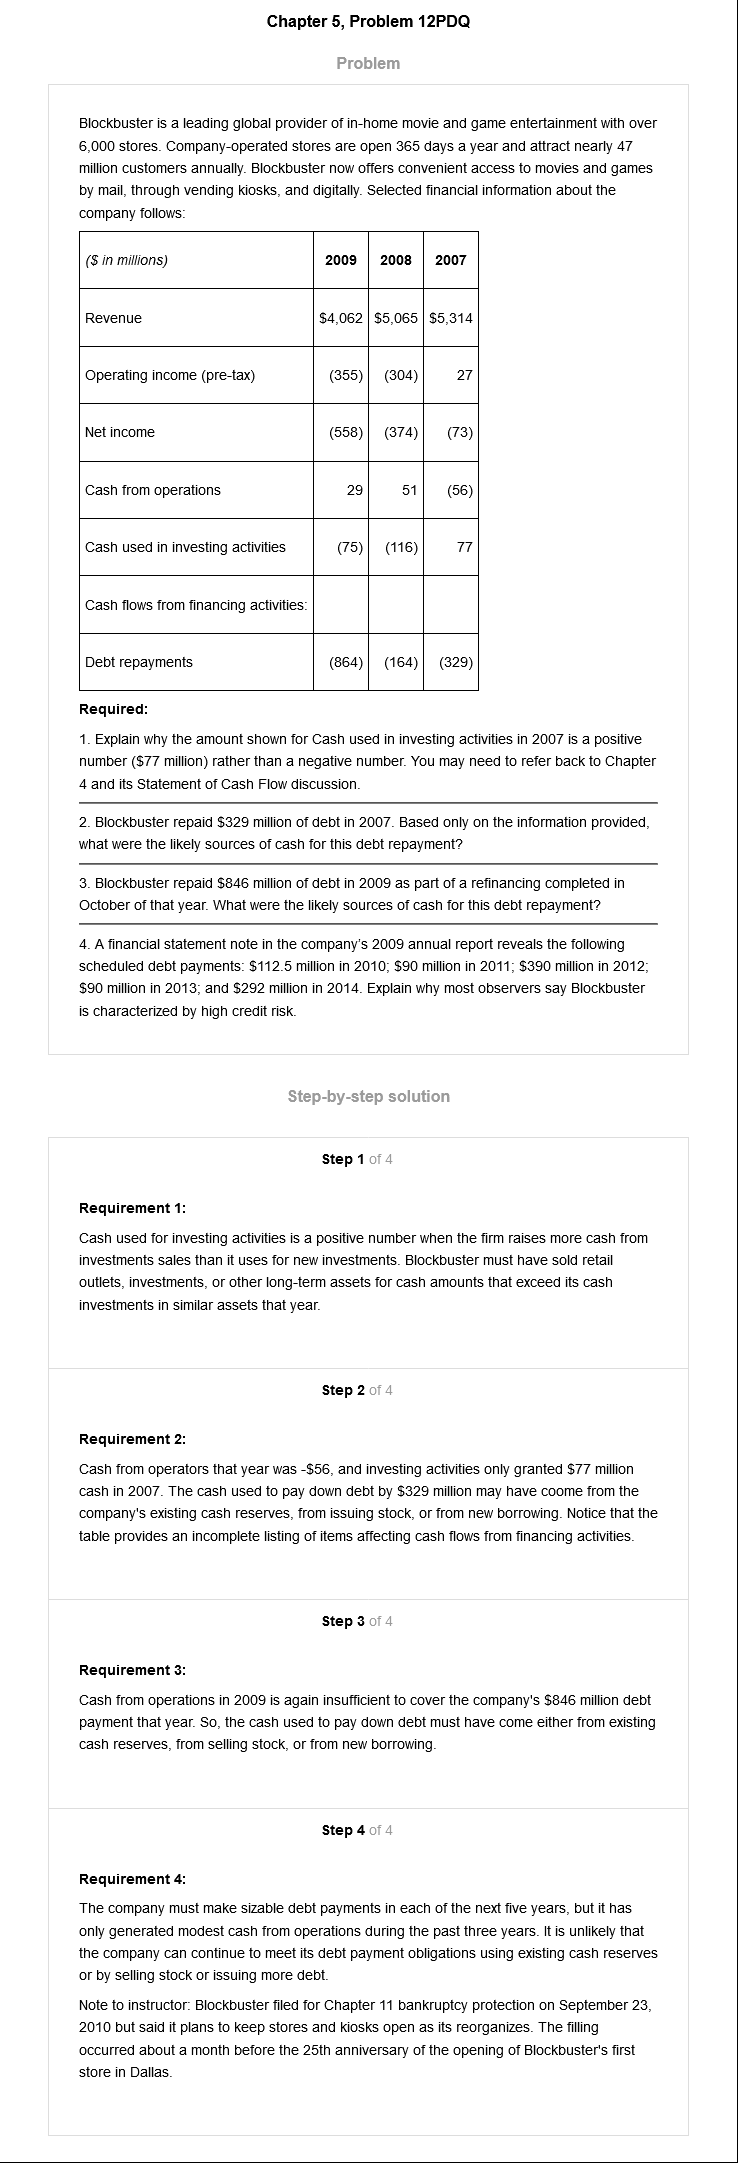 Chapter 5, Problem 12PDQ
Problem
Blockbuster is a leading global provider of in-home movie and game entertainment with over
6,000 stores. Company-operated stores are open 365 days a year and attract nearly 47
million customers annually. Blockbuster now offers convenient access to movies and games
by mail, through vending kiosks, and digitally. Selected financial information about the
company follows:
($ in millions) 2009 2008 2007
Revenue $4,062 $5,065 $5,314
Operating income (pre-tax) (355) (304) 27
Net income (558) (374) (73)
Cash from operations 29 51 (56)
Cash used in investing activities (75) (116) 77
Cash flows from financing activities:
Debt repayments (864) (164) (329)
Required:
1. Explain why the amount shown for Cash used in investing activities in 2007 is a positive
number ($77 million) rather than a negative number. You may need to refer back to Chapter
4 and its Statement of Cash Flow discussion.
2. Blockbuster repaid $329 million of debt in 2007. Based only on the information provided,
what were the likely sources of cash for this debt repayment?
3. Blockbuster repaid $846 million of debt in 2009 as part of a refinancing completed in
October of that year. What were the likely sources of cash for this debt repayment?
4. A financial statement note in the company's 2009 annual report reveals the following
scheduled debt payments: $112.5 million in 2010; $90 million in 2011; $390 million in 2012;
$90 million in 2013; and $292 million in 2014. Explain why most observers say Blockbuster
is characterized by high credit risk.
Step-by-step solution
Step 1 of 4
Requirement 1:
Cash used for investing activities is a positive number when the firm raises more cash from
investments sales than it uses for new investments. Blockbuster must have sold retail
outlets, investments, or other long-term assets for cash amounts that exceed its cash
investments in similar assets that year.
Step 2 of 4
Requirement 2:
Cash from operators that year was -$56, and investing activities only granted $77 million
cash in 2007. The cash used to pay down debt by $329 million may have coome from the
company's existing cash reserves, from issuing stock, or from new borrowing. Notice that the
table provides an incomplete listing of items affecting cash flows from financing activities.
Step 3 of 4
Requirement 3:
Cash from operations in 2009 is again insufficient to cover the company's $846 million debt
payment that year. So, the cash used to pay down debt must have come either from existing
cash reserves, from selling stock, or from new borrowing.
Step 4 of 4
Requirement 4:
The company must make sizable debt payments in each of the next five years, but it has
only generated modest cash from operations during the past three years. It is unlikely that
the company can continue to meet its debt payment obligations using existing cash reserves
or by selling stock or issuing more debt.
Note to instructor: Blockbuster filed for Chapter 11 bankruptcy protection on September 23,
2010 but said it plans to keep stores and kiosks open as its reorganizes. The filling
occurred about a month before the 25th anniversary of the opening of Blockbuster's first
store in Dallas.